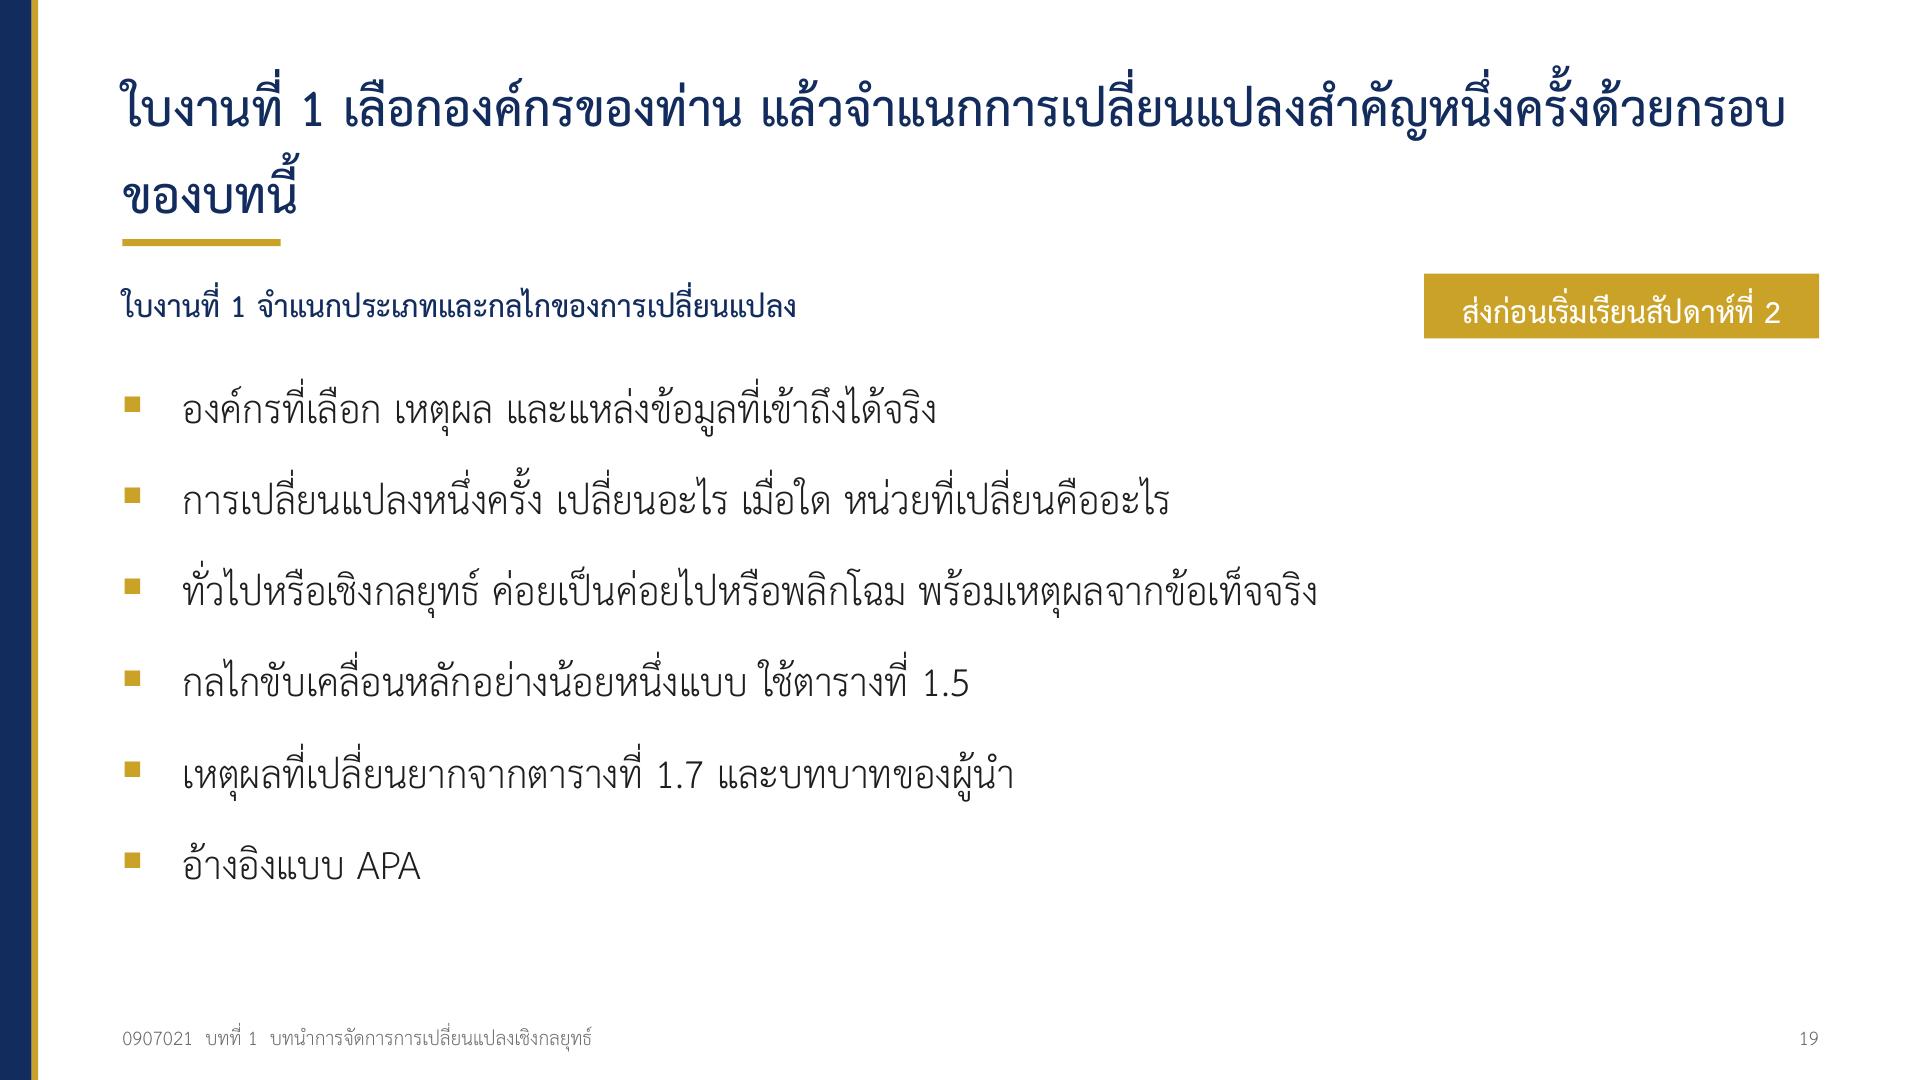 ใบงานที่ 1 เลือกองค์กรของท่าน แล้วจำแนกการเปลี่ยนแปลงสำคัญหนึ่งครั้งด้วยกรอบ
ของบทนี้
ใบงานที่ 1 จำแนกประเภทและกลไกของการเปลี่ยนแปลง
ส่งก่อนเริ่มเรียนสัปดาห์ที่ 2
องค์กรที่เลือก เหตุผล และแหล่งข้อมูลที่เข้าถึงได้จริง
การเปลี่ยนแปลงหนึ่งครั้ง เปลี่ยนอะไร เมื่อใด หน่วยที่เปลี่ยนคืออะไร
ทั่วไปหรือเชิงกลยุทธ์ ค่อยเป็นค่อยไปหรือพลิกโฉม พร้อมเหตุผลจากข้อเท็จจริง
กลไกขับเคลื่อนหลักอย่างน้อยหนึ่งแบบ ใช้ตารางที่ 1.5
เหตุผลที่เปลี่ยนยากจากตารางที่ 1.7 และบทบาทของผู้นำ
อ้างอิงแบบ APA
0907021 บทที่ 1 บทนำการจัดการการเปลี่ยนแปลงเชิงกลยุทธ์
19